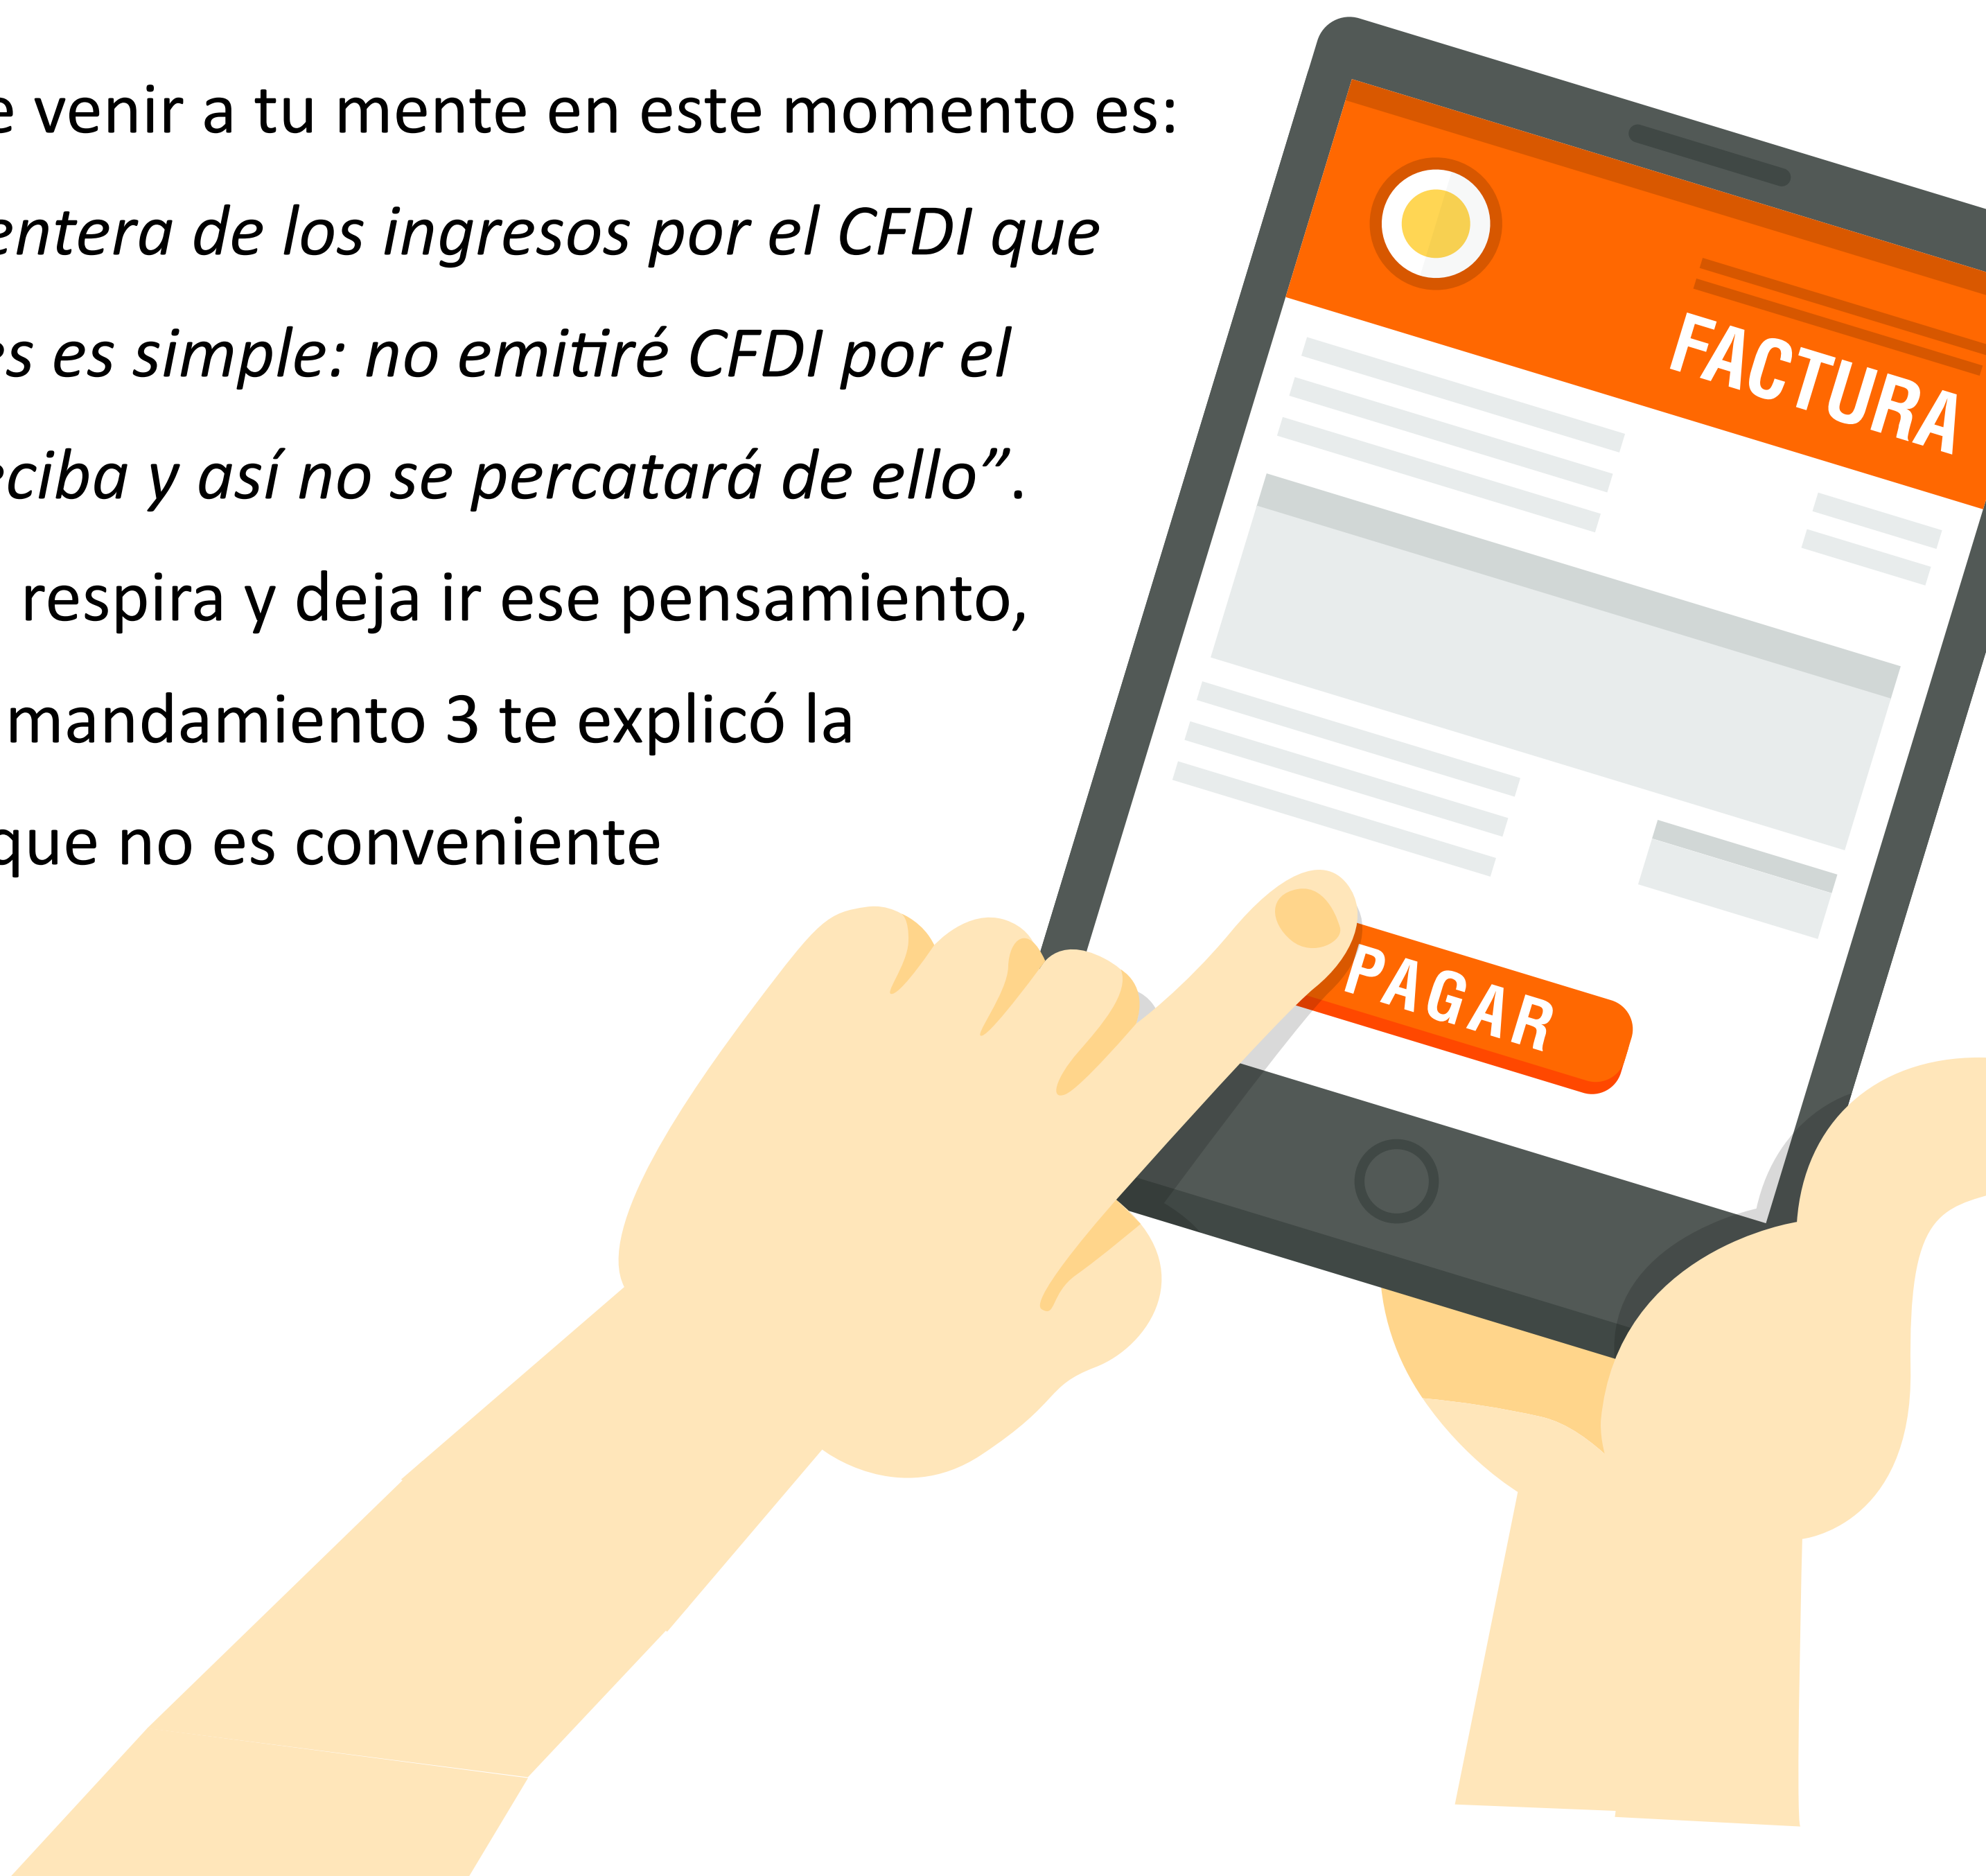 venir a tu mente en este momento es:
de los ingresos por el CFDI que
es simple: no emitiré CFDI por el
y así no se percatará de ello”.
respira y deja ir ese pensamiento,
mandamiento 3 te explicó la
que no es conveniente
FACTURA
PAGAR